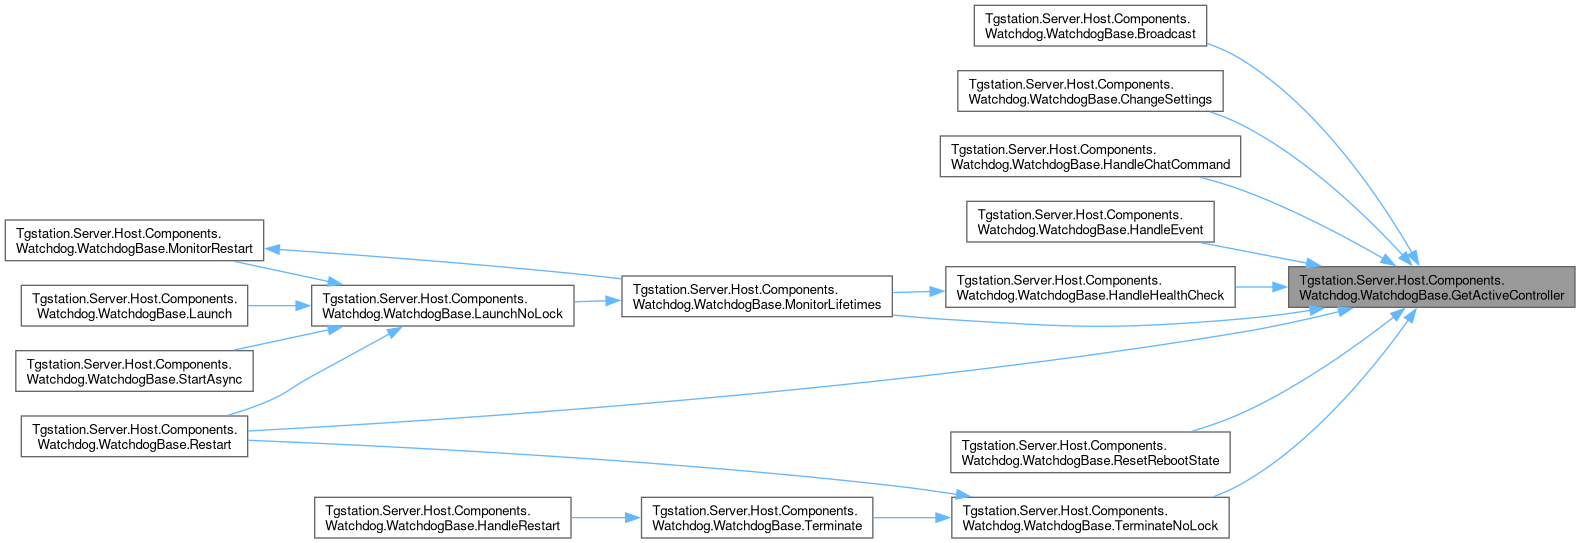 Tgstation.Server.Host.Components.
Watchdog.WatchdogBase.Broadcast
Tgstation.Server.Host.Components.
Watchdog.WatchdogBase.ChangeSettings
Tgstation.Server.Host.Components.
Watchdog.WatchdogBase.HandleChatCommand
Tgstation.Server.Host.Components.
Watchdog.WatchdogBase.HandleEvent
Tgstation.Server.Host.Components.
Watchdog.WatchdogBase.MonitorRestart
Tgstation.Server.Host.Components.
Watchdog.WatchdogBase.HandleHealthCheck
Tgstation.Server.Host.Components.
Watchdog.WatchdogBase.GetActiveController
Tgstation.Server.Host.Components.
Watchdog.WatchdogBase.MonitorLifetimes
Tgstation.Server.Host.Components.
Watchdog.WatchdogBase.Launch
Tgstation.Server.Host.Components.
Watchdog.WatchdogBase.LaunchNoLock
Tgstation.Server.Host.Components.
Watchdog.WatchdogBase.StartAsync
Tgstation.Server.Host.Components.
Watchdog.WatchdogBase.Restart
Tgstation.Server.Host.Components.
Watchdog.WatchdogBase.ResetRebootState
Tgstation.Server.Host.Components.
Watchdog.WatchdogBase.HandleRestart
Tgstation.Server.Host.Components.
Watchdog.WatchdogBase.Terminate
Tgstation.Server.Host.Components.
Watchdog.WatchdogBase.TerminateNoLock